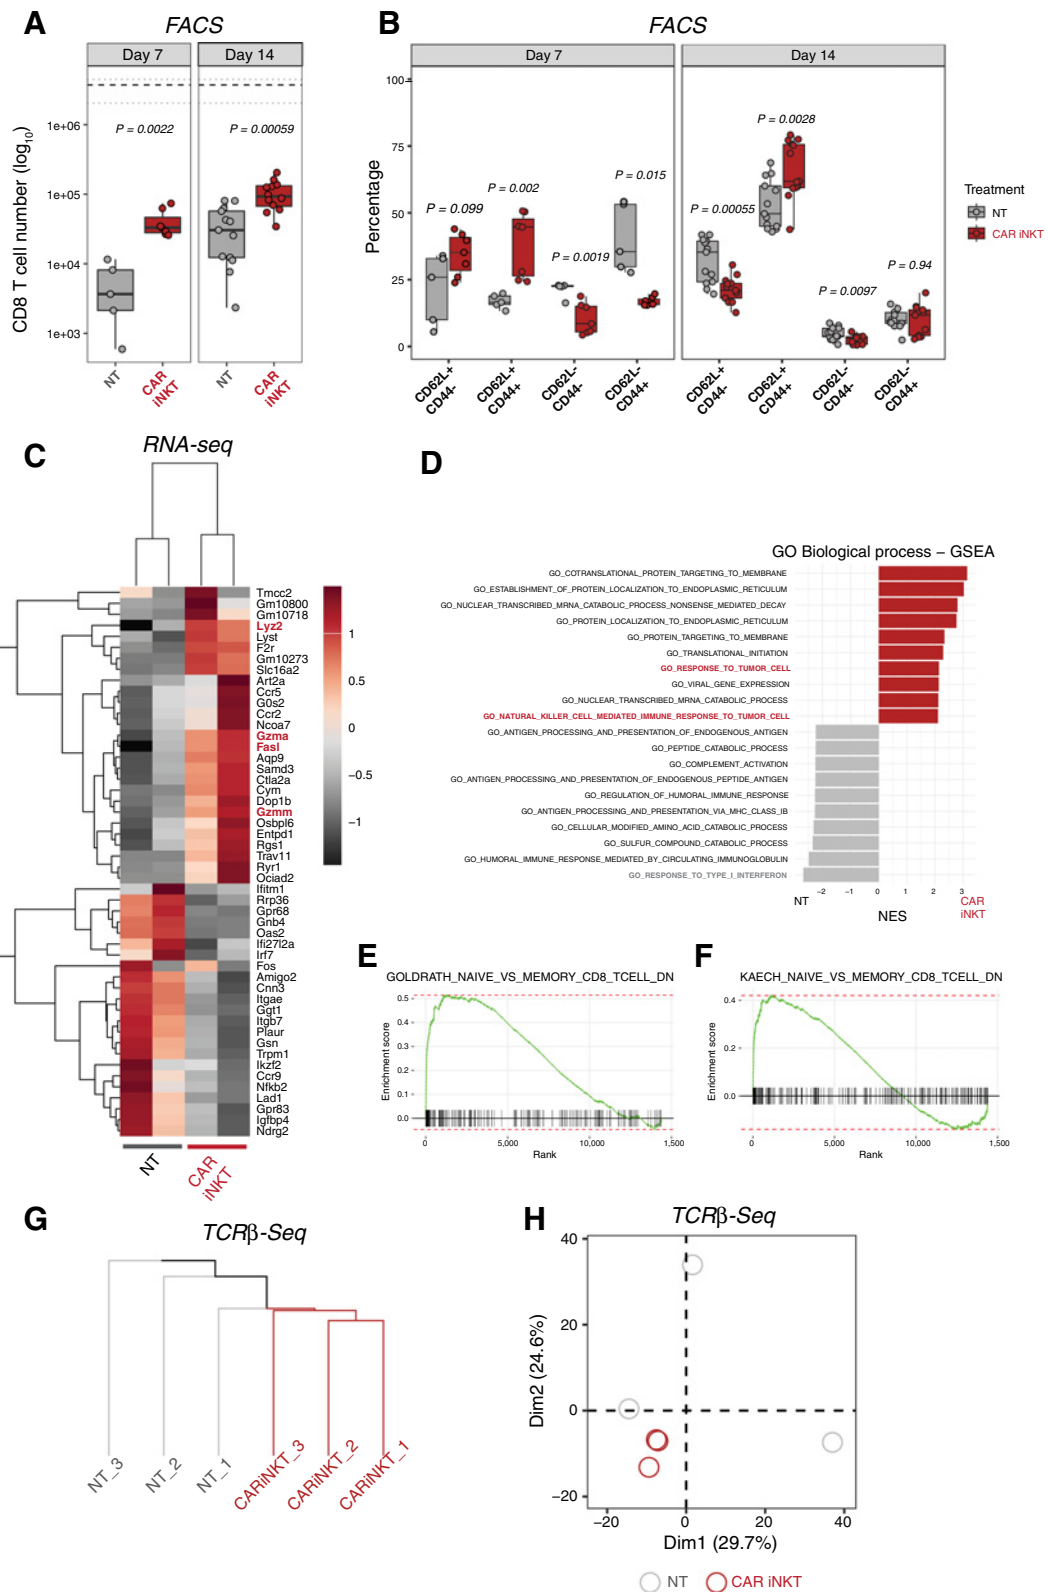 A
FACS
Day 7
Day 14
CD8 T cell number (log10)
1e+06
1e+05
1e+04
1e+03
P = 0.0022
P = 0.00059
NT
CAR
iNKT
NT
CAR
iNKT
B
FACS
Day 7
Day 14
Percentage
100
75
50
25
0
P = 0.099
P = 0.002
P = 0.0019
P = 0.015
P = 0.00055
P = 0.0028
P = 0.0097
P = 0.94
CD62L+
CD44-
CD62L+
CD44+
CD62L-
CD44-
CD62L-
CD44+
CD62L+
CD44-
CD62L+
CD44+
CD62L-
CD44-
CD62L-
CD44+
Treatment
NT
CAR iNKT
C
RNA-seq
Tmcc2
Gm10800
Gm10718
Lyz2
Lyst
F2r
Gm10273
Slc16a2
Art2a
Ccr5
G0s2
Ccr2
Ncoa7
Gzma
Fasl
Aqp9
Samd3
Ctla2a
Cym
Dop1b
Gzmm
Osbpl6
Entpd1
Rgs1
Trav11
Ryr1
Ociad2
Ifitm1
Rrp36
Gpr68
Gnb4
Oas2
Ifi27l2a
Irf7
Fos
Amigo2
Cnn3
Itgae
Ggt1
Itgb7
Plaur
Gsn
Trpm1
Ikzf2
Ccr9
Nfkb2
Lad1
Gpr83
Igfbp4
Ndrg2
1
0.5
0
−0.5
−1
NT
CAR
iNKT
D
GO Biological process − GSEA
GO_COTRANSLATIONAL_PROTEIN_TARGETING_TO_MEMBRANE
GO_ESTABLISHMENT_OF_PROTEIN_LOCALIZATION_TO_ENDOPLASMIC_RETICULUM
GO_NUCLEAR_TRANSCRIBED_MRNA_CATABOLIC_PROCESS_NONSENSE_MEDIATED_DECAY
GO_PROTEIN_LOCALIZATION_TO_ENDOPLASMIC_RETICULUM
GO_PROTEIN_TARGETING_TO_MEMBRANE
GO_TRANSLATIONAL_INITIATION
GO_RESPONSE_TO_TUMOR_CELL
GO_VIRAL_GENE_EXPRESSION
GO_NUCLEAR_TRANSCRIBED_MRNA_CATABOLIC_PROCESS
GO_NATURAL_KILLER_CELL_MEDIATED_IMMUNE_RESPONSE_TO_TUMOR_CELL
GO_ANTIGEN_PROCESSING_AND_PRESENTATION_OF_ENDOGENOUS_ANTIGEN
GO_PEPTIDE_CATABOLIC_PROCESS
GO_COMPLEMENT_ACTIVATION
GO_ANTIGEN_PROCESSING_AND_PRESENTATION_OF_ENDOGENOUS_PEPTIDE_ANTIGEN
GO_REGULATION_OF_HUMORAL_IMMUNE_RESPONSE
GO_ANTIGEN_PROCESSING_AND_PRESENTATION_VIA_MHC_CLASS_IB
GO_CELLULAR_MODIFIED_AMINO_ACID_CATABOLIC_PROCESS
GO_SULFUR_COMPOUND_CATABOLIC_PROCESS
GO_HUMORAL_IMMUNE_RESPONSE_MEDIATED_BY_CIRCULATING_IMMUNOGLOBULIN
GO_RESPONSE_TO_TYPE_I_INTERFERON
−2 −1 0 1 2 3
NT
NES
CAR
iNKT
E
GOLDRATH_NAIVE_VS_MEMORY_CD8_TCELL_DN
Enrichment score
0.5
0.4
0.3
0.2
0.1
0.0
0 5,000 10,000 1,500
Rank
F
KAECH_NAIVE_VS_MEMORY_CD8_TCELL_DN
Enrichment score
0.4
0.2
0.0
0 5,000 10,000 1500
Rank
G
TCRβ-Seq
NT_3
NT_2
NT_1
CARiNKT_3
CARiNKT_2
CARiNKT_1
H
TCRβ-Seq
Dim2 (24.6%)
40
20
0
−20
−20 0 20 40
Dim1 (29.7%)
NT
CAR iNKT